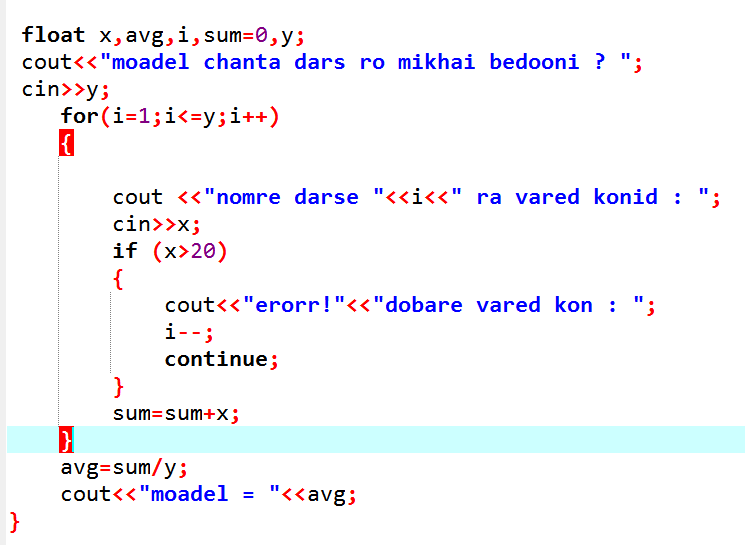 float x,avg,i,sum=0,y;
cout<<"moadel chanta dars ro mikhai bedooni ? ";
cin>>y;
for(i=1;i<=y;i++)
{
cout <<"nomre darse "<<i<<" ra vared konid : ";
cin>>x;
if (x>20)
{
cout<<"erorr!"<<"dobare vared kon : ";
i--;
continue;
}
sum=sum+x;
}
avg=sum/y;
cout<<"moadel = "<<avg;
}